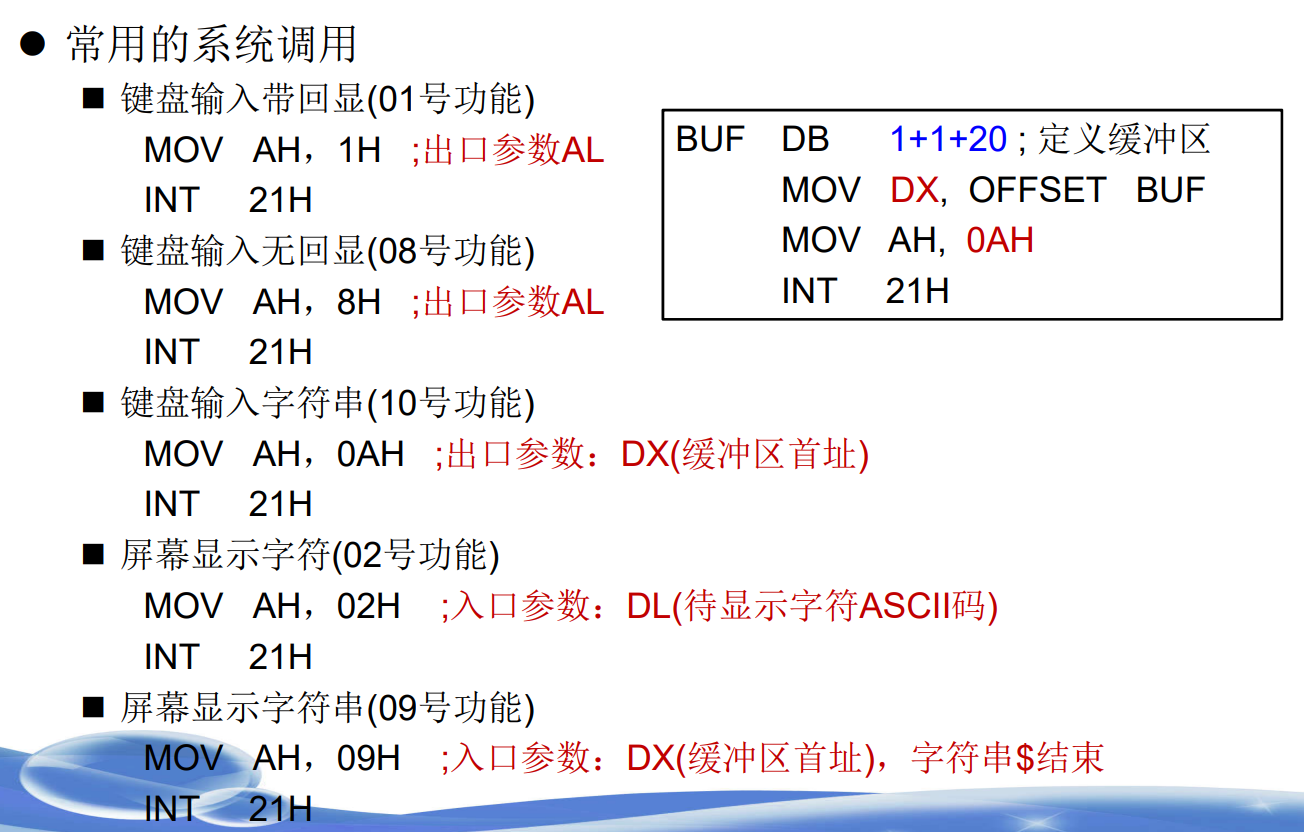 ● 常用的系统调用
■ 键盘输入带回显(01号功能)
MOV AH，1H ;出口参数AL
INT 21H
■ 键盘输入无回显(08号功能)
MOV AH，8H ;出口参数AL
INT 21H
■ 键盘输入字符串(10号功能)
MOV AH，0AH ;出口参数：DX(缓冲区首址)
INT 21H
■ 屏幕显示字符(02号功能)
MOV AH，02H ;入口参数：DL(待显示字符ASCII码)
INT 21H
■ 屏幕显示字符串(09号功能)
MOV AH，09H ;入口参数：DX(缓冲区首址)，字符串$结束
INT 21H
BUF DB 1+1+20 ; 定义缓冲区
MOV DX, OFFSET BUF
MOV AH, 0AH
INT 21H